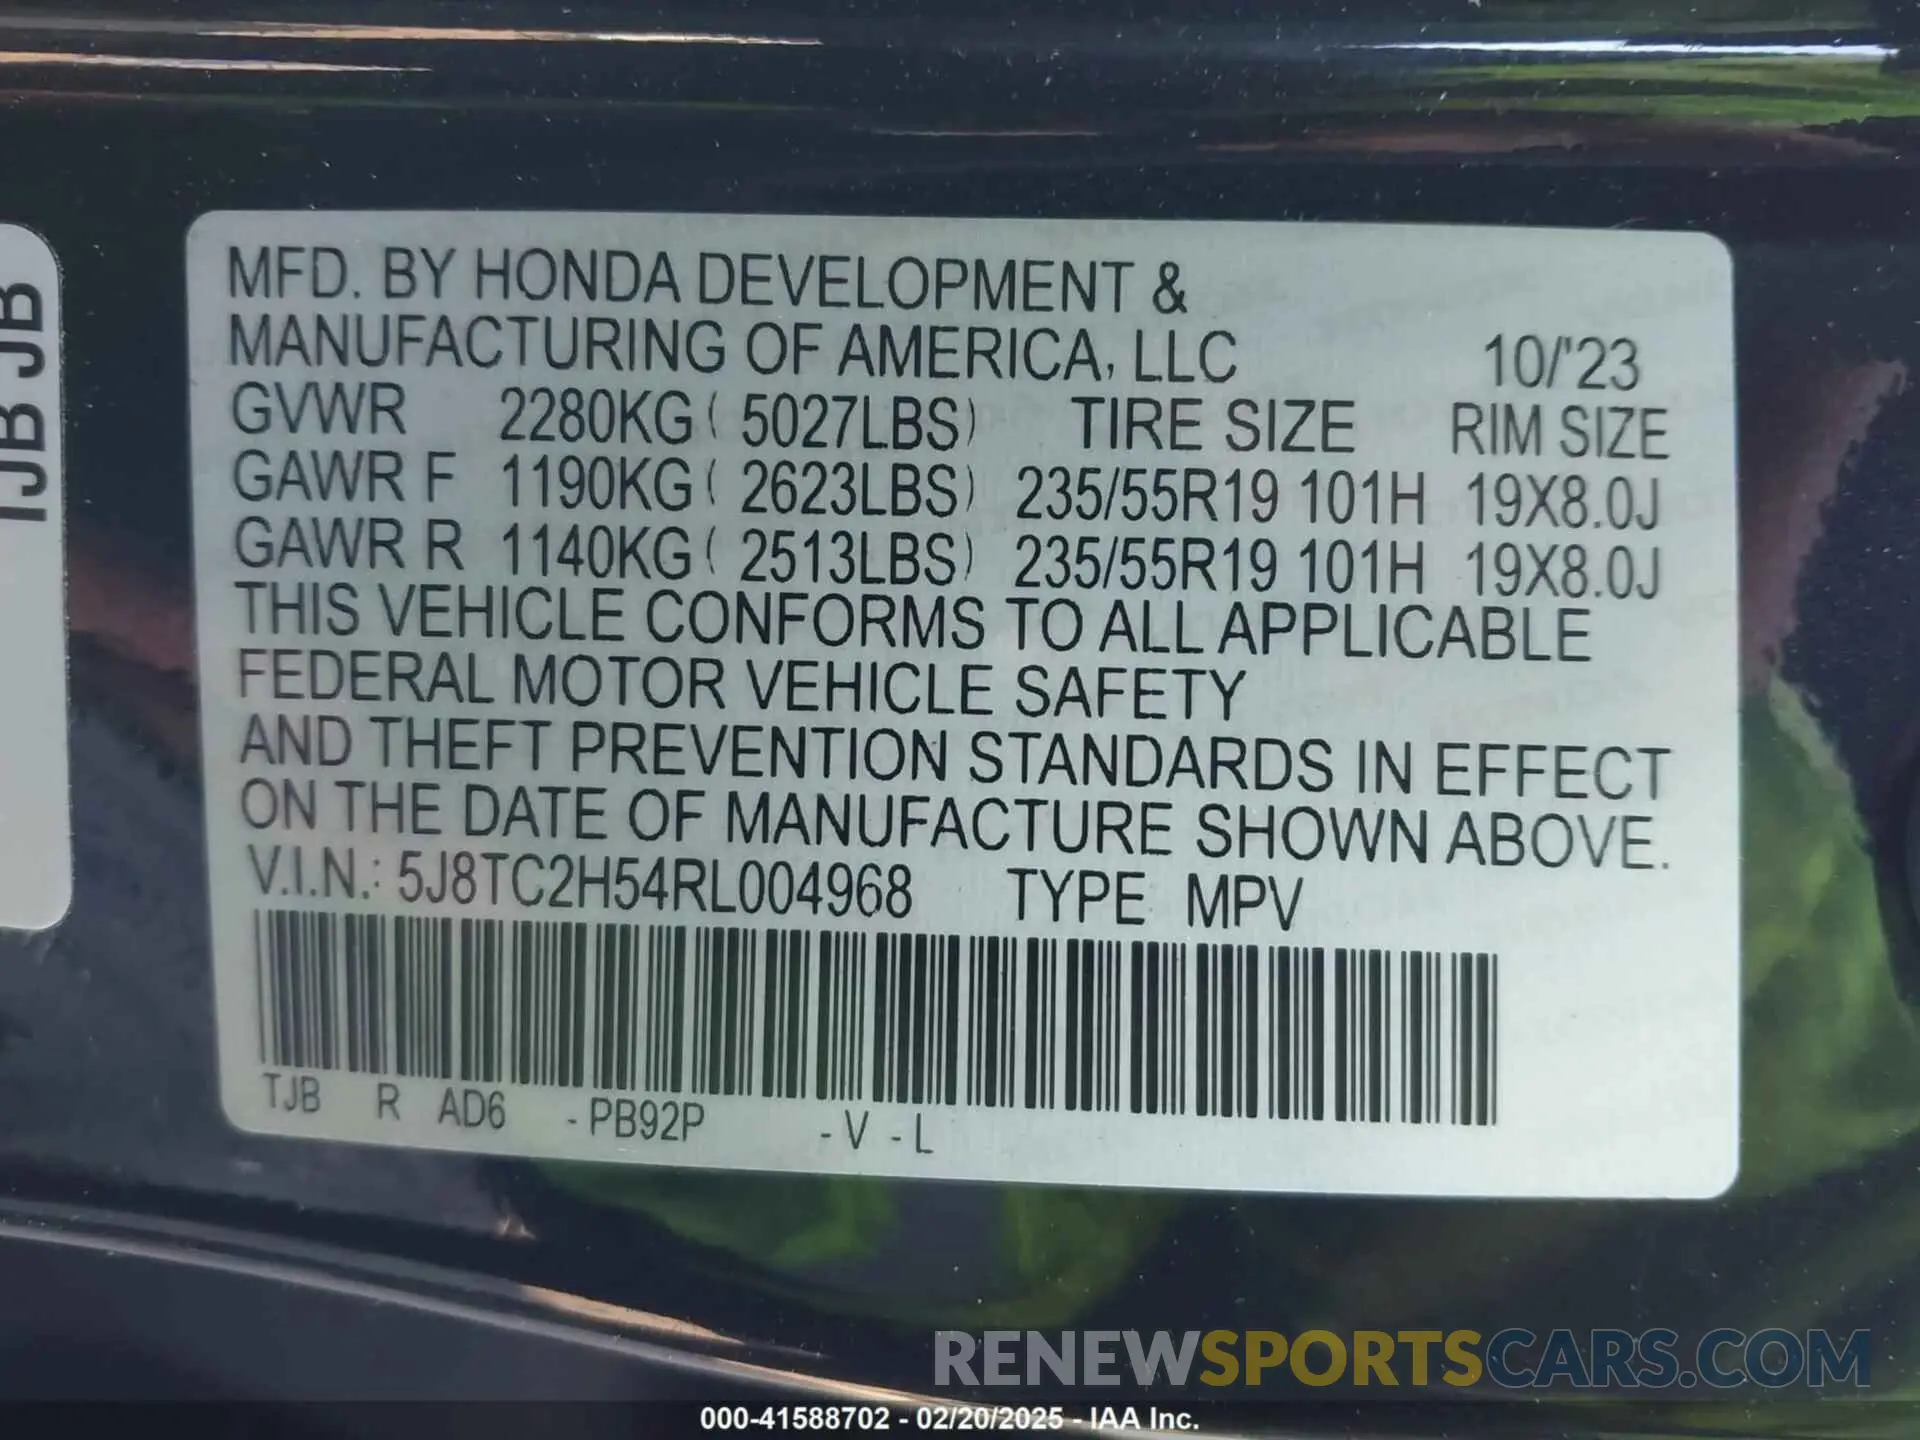 MFD. BY HONDA DEVELOPMENT &
MANUFACTURING OF AMERICA, LLC 10/'23
GVWR 2280KG ( 5027LBS) TIRE SIZE RIM SIZE
GAWR F 1190KG ( 2623LBS) 235/55R19 101H 19X8.0J
GAWR R 1140KG ( 2513LBS) 235/55R19 101H 19X8.0J
THIS VEHICLE CONFORMS TO ALL APPLICABLE
FEDERAL MOTOR VEHICLE SAFETY
AND THEFT PREVENTION STANDARDS IN EFFECT
ON THE DATE OF MANUFACTURE SHOWN ABOVE.
V.I.N.: 5J8TC2H54RL004968 TYPE MPV
TJB R AD6 - PB92P - V - L
TJB JB
RENEWSPORTSCARS.COM
000-41588702 - 02/20/2025 - IAA Inc.